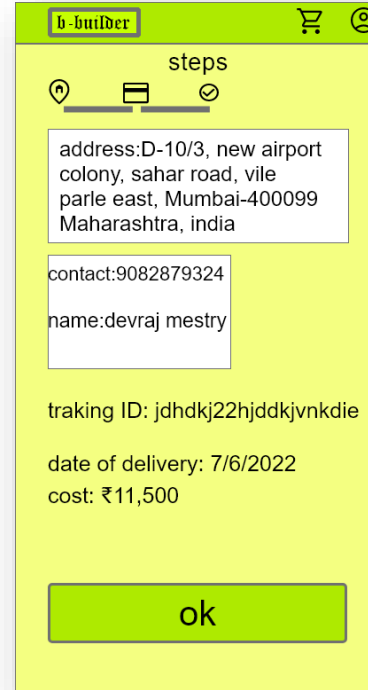 b-builder
steps
address:D-10/3, new airport
colony, sahar road, vile
parle east, Mumbai-400099
Maharashtra, india
contact:9082879324
name:devraj mestry
traking ID: jdhdkj22hjddkjvnkdie
date of delivery: 7/6/2022
cost: ₹11,500
ok